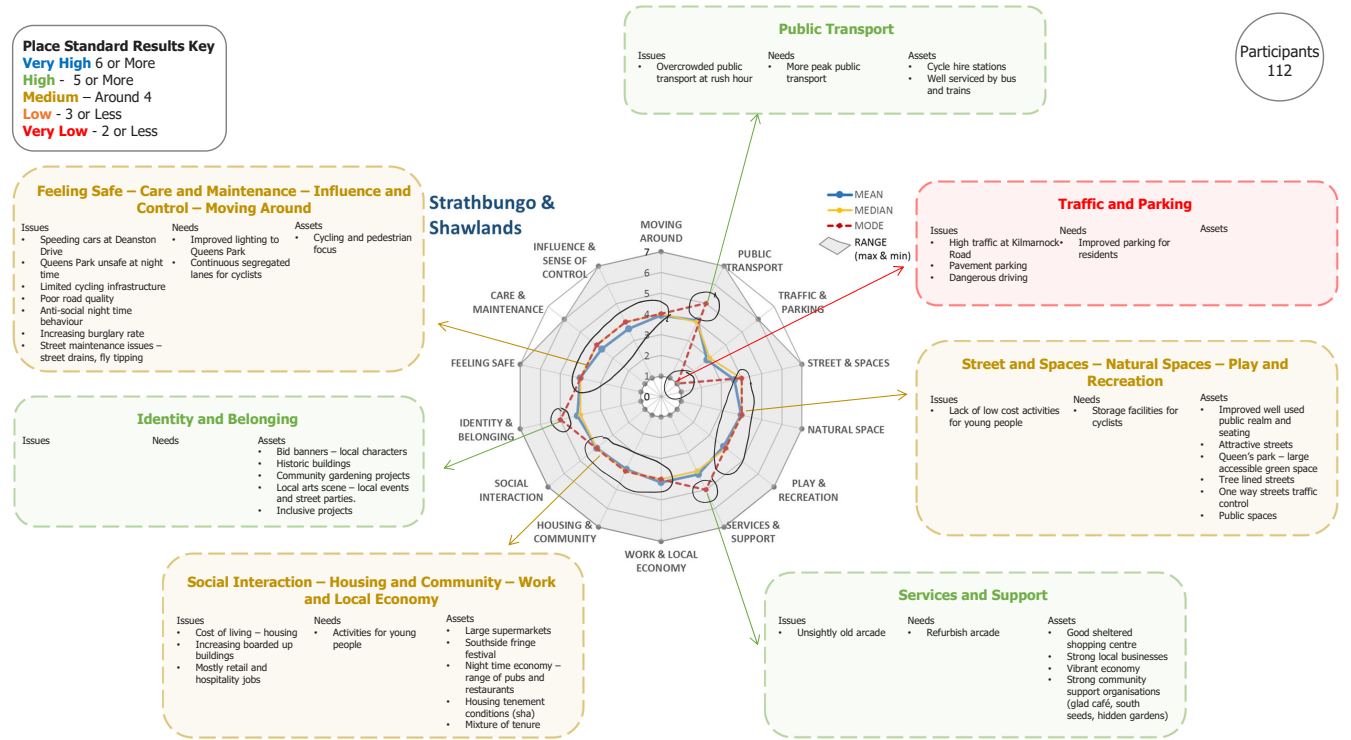 Place Standard Results Key
Very High 6 or More
High - 5 or More
Medium – Around 4
Low - 3 or Less
Very Low - 2 or Less
Public Transport
Issues
• Overcrowded public
transport at rush hour
Needs
• More peak public
transport
Assets
• Cycle hire stations
• Well serviced by bus
and trains
Participants
112
Feeling Safe – Care and Maintenance – Influence and
Control – Moving Around
Issues
• Speeding cars at Deanston
Drive
• Queens Park unsafe at night
time
• Limited cycling infrastructure
• Poor road quality
• Anti-social night time
behaviour
• Increasing burglary rate
• Street maintenance issues –
street drains, fly tipping
Needs
• Improved lighting to
Queens Park
• Continuous segregated
lanes for cyclists
Assets
• Cycling and pedestrian
focus
Strathbungo &
Shawlands
MEAN
MEDIAN
MODE
RANGE
(max & min)
MOVING
AROUND
PUBLIC
TRANSPORT
TRAFFIC &
PARKING
STREET & SPACES
NATURAL SPACE
PLAY &
RECREATION
SERVICES &
SUPPORT
WORK & LOCAL
ECONOMY
HOUSING &
COMMUNITY
SOCIAL
INTERACTION
IDENTITY &
BELONGING
FEELING SAFE
CARE &
MAINTENANCE
INFLUENCE &
SENSE OF
CONTROL
7
6
5
4
3
2
1
0
Traffic and Parking
Issues
• High traffic at Kilmarnock
Road
• Pavement parking
• Dangerous driving
Needs
• Improved parking for
residents
Assets
Street and Spaces – Natural Spaces – Play and
Recreation
Issues
• Lack of low cost activities
for young people
Needs
• Storage facilities for
cyclists
Assets
• Improved well used
public realm and
seating
• Attractive streets
• Queen's park – large
accessible green space
• Tree lined streets
• One way streets traffic
control
• Public spaces
Identity and Belonging
Issues
Needs
Assets
• Bid banners – local characters
• Historic buildings
• Community gardening projects
• Local arts scene – local events
and street parties.
• Inclusive projects
Social Interaction – Housing and Community – Work
and Local Economy
Issues
• Cost of living – housing
• Increasing boarded up
buildings
• Mostly retail and
hospitality jobs
Needs
• Activities for young
people
Assets
• Large supermarkets
• Southside fringe
festival
• Night time economy –
range of pubs and
restaurants
• Housing tenement
conditions (sha)
• Mixture of tenure
Services and Support
Issues
• Unsightly old arcade
Needs
• Refurbish arcade
Assets
• Good sheltered
shopping centre
• Strong local businesses
• Vibrant economy
• Strong community
support organisations
(glad café, south
seeds, hidden gardens)